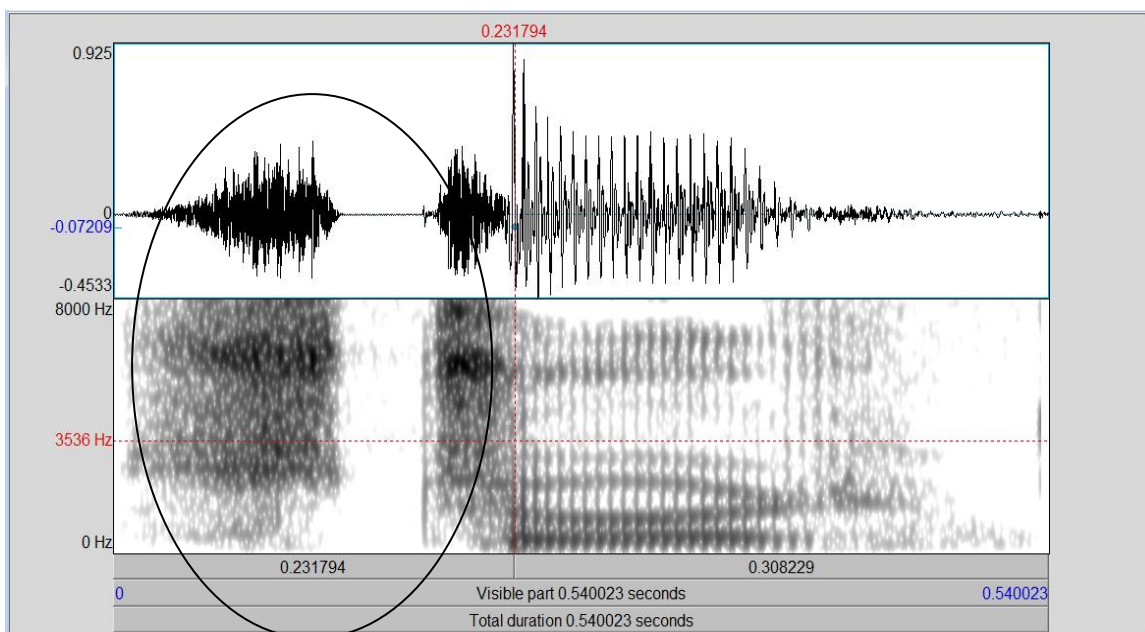 0.231794
0.925
0
-0.07209
-0.4533
8000 Hz
3536 Hz
0 Hz
0.231794 0.308229
0 Visible part 0.540023 seconds 0.540023
Total duration 0.540023 seconds